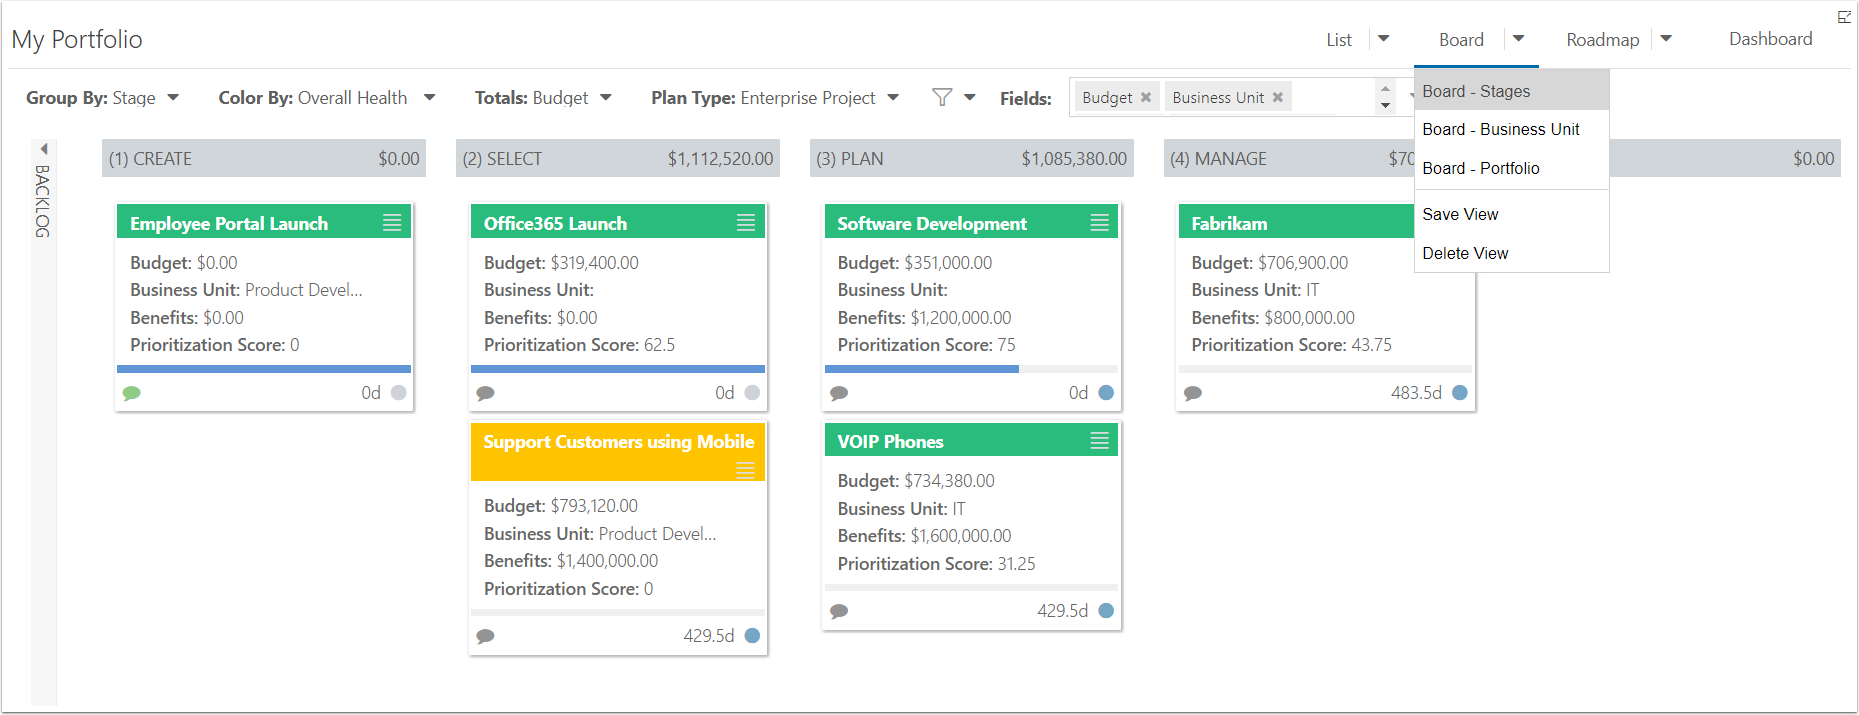 My Portfolio
List
Board
Roadmap
Dashboard
Group By: Stage
Color By: Overall Health
Totals: Budget
Plan Type: Enterprise Project
Fields:
Budget
Business Unit
Board - Stages
Board - Business Unit
Board - Portfolio
Save View
Delete View
BACKLOG
(1) CREATE $0.00
Employee Portal Launch
Budget: $0.00
Business Unit: Product Devel...
Benefits: $0.00
Prioritization Score: 0
0d
(2) SELECT $1,112,520.00
Office365 Launch
Budget: $319,400.00
Business Unit:
Benefits: $0.00
Prioritization Score: 62.5
0d
Support Customers using Mobile
Budget: $793,120.00
Business Unit: Product Devel...
Benefits: $1,400,000.00
Prioritization Score: 0
429.5d
(3) PLAN $1,085,380.00
Software Development
Budget: $351,000.00
Business Unit:
Benefits: $1,200,000.00
Prioritization Score: 75
0d
VOIP Phones
Budget: $734,380.00
Business Unit: IT
Benefits: $1,600,000.00
Prioritization Score: 31.25
429.5d
(4) MANAGE
Fabrikam
Budget: $706,900.00
Business Unit: IT
Benefits: $800,000.00
Prioritization Score: 43.75
483.5d
$0.00